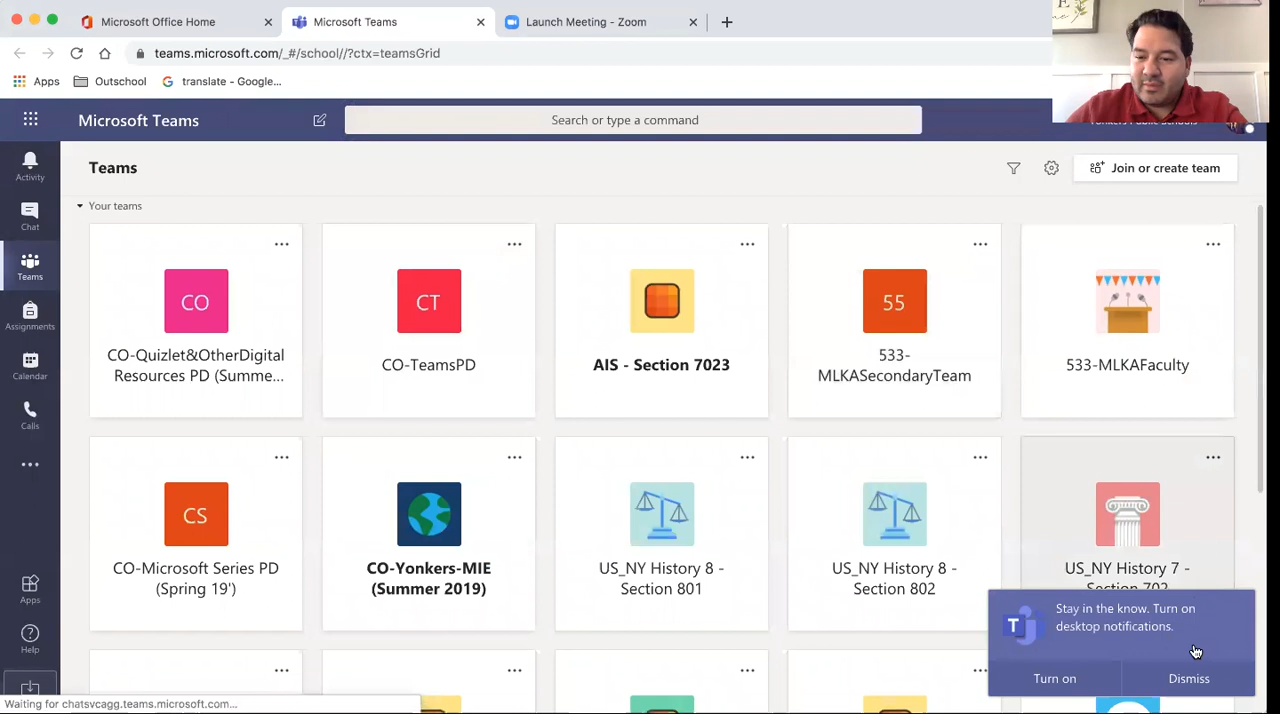 Microsoft Office Home
Microsoft Teams
Launch Meeting - Zoom
teams.microsoft.com/_#/school//?ctx=teamsGrid
Apps
Outschool
translate - Google...
Microsoft Teams
Search or type a command
Activity
Chat
Teams
Assignments
Calendar
Calls
Apps
Help
Teams
Join or create team
Your teams
CO
CO-Quizlet&OtherDigital
Resources PD (Summe...
CT
CO-TeamsPD
AIS - Section 7023
55
533-
MLKASecondaryTeam
533-MLKAFaculty
CS
CO-Microsoft Series PD
(Spring 19')
CO-Yonkers-MIE
(Summer 2019)
US_NY History 8 -
Section 801
US_NY History 8 -
Section 802
US_NY History 7 -
Section 702
T
Stay in the know. Turn on
desktop notifications.
Turn on
Dismiss
Waiting for chatsvcagg.teams.microsoft.com...